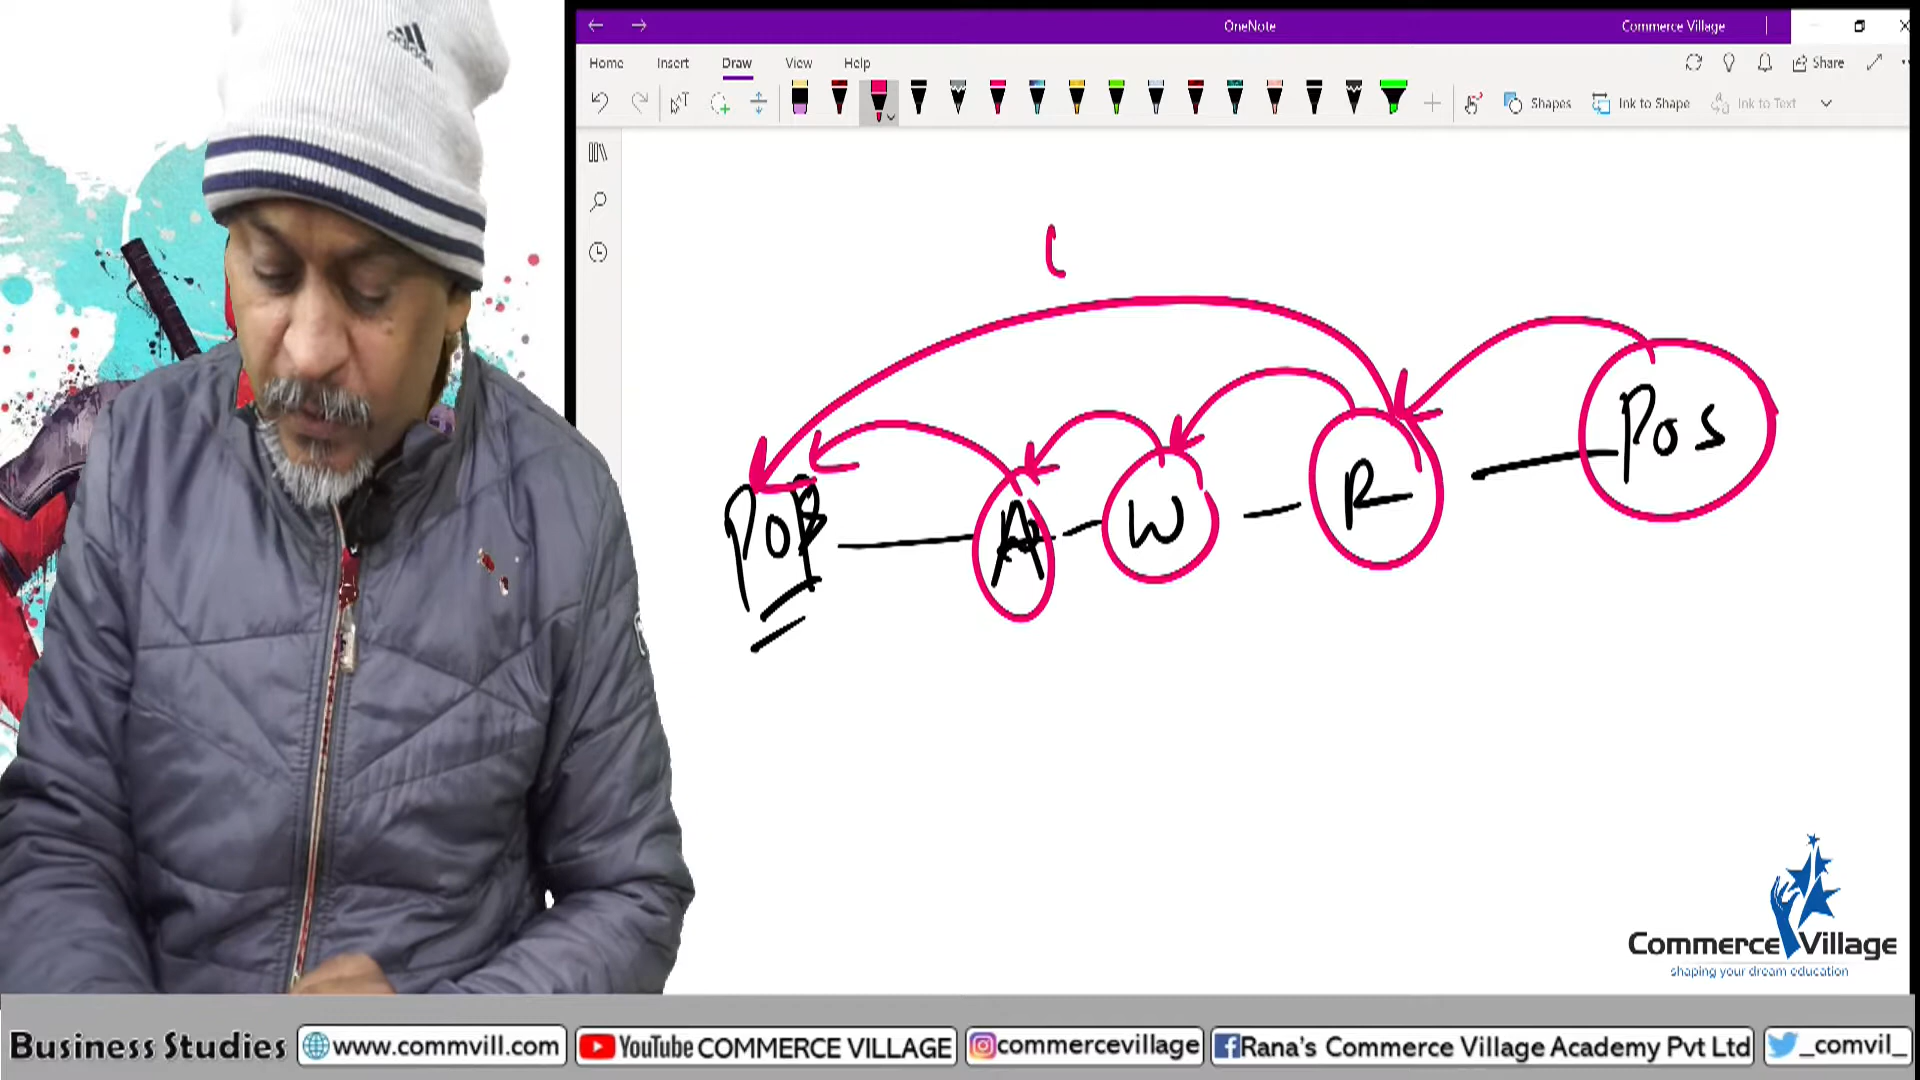 adidas
OneNote
Commerce Village
Home Insert Draw View Help
Share
Shapes Ink to Shape Ink to Text
POP A W R POS
Commerce Village
shaping your dream education
Business Studies www.commvill.com YouTube COMMERCE VILLAGE commercevillage Rana's Commerce Village Academy Pvt Ltd _comvil_